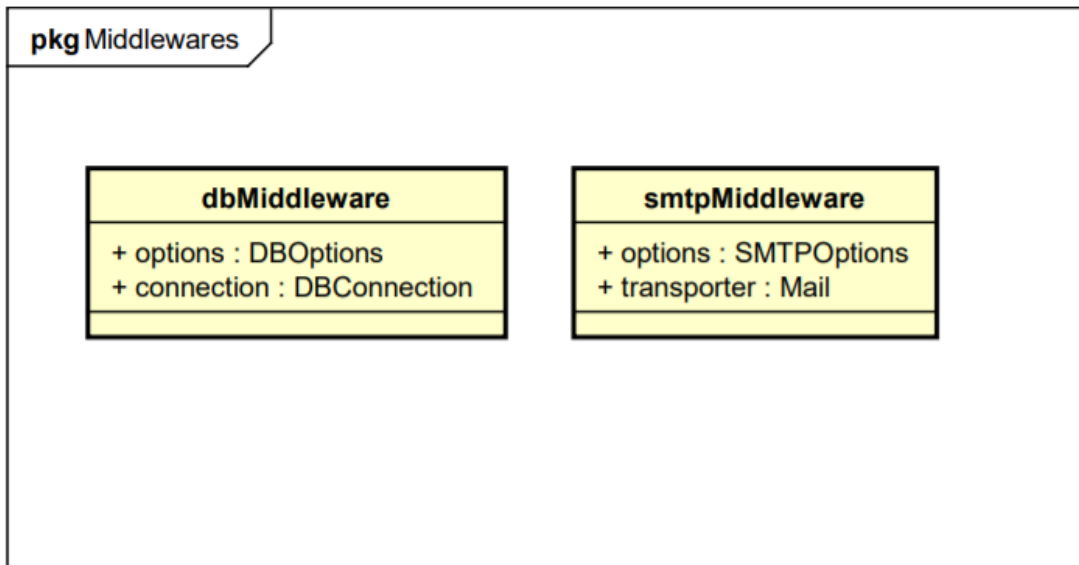 pkg Middlewares
dbMiddleware
+ options : DBOptions
+ connection : DBConnection
smtpMiddleware
+ options : SMTPOptions
+ transporter : Mail